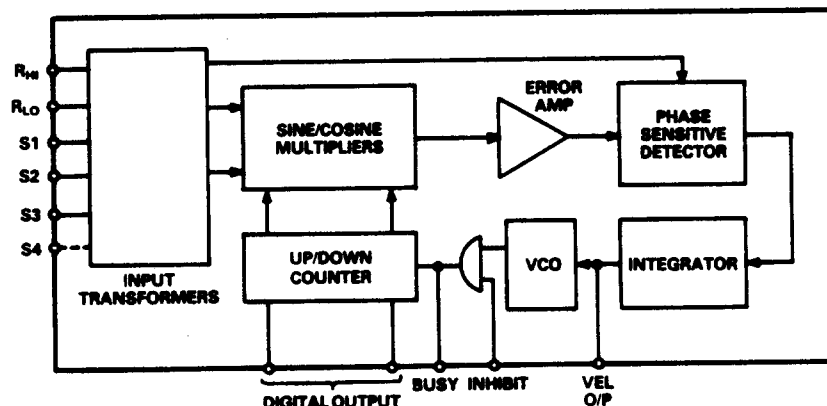 RHI
RLO
S1
S2
S3
S4
INPUT
TRANSFORMERS
SINE/COSINE
MULTIPLIERS
ERROR
AMP
PHASE
SENSITIVE
DETECTOR
UP/DOWN
COUNTER
VCO
INTEGRATOR
DIGITAL OUTPUT
BUSY
INHIBIT
VEL
O/P